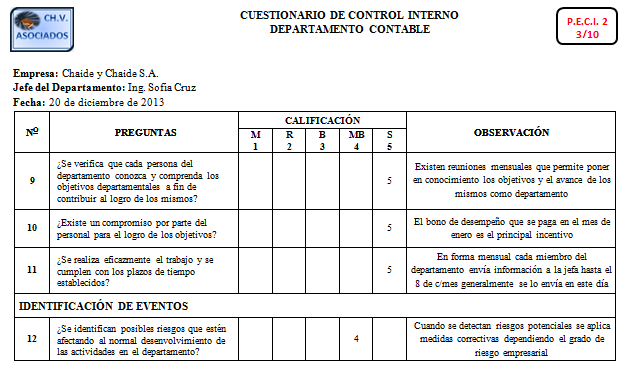 CH.V.
ASOCIADOS
CUESTIONARIO DE CONTROL INTERNO
DEPARTAMENTO CONTABLE
P.E.C.I. 2
3/10
Empresa: Chaide y Chaide S.A.
Jefe del Departamento: Ing. Sofia Cruz
Fecha: 20 de diciembre de 2013
Nº PREGUNTAS CALIFICACIÓN OBSERVACIÓN
M R B MB S
1 2 3 4 5
9
¿Se verifica que cada persona del
departamento conozca y comprenda los
objetivos departamentales a fin de
contribuir al logro de los mismos?
5
Existen reuniones mensuales que permite poner
en conocimiento los objetivos y el avance de los
mismos como departamento
10
¿Existe un compromiso por parte del
personal para el logro de los objetivos?
5
El bono de desempeño que se paga en el mes de
enero es el principal incentivo
11
¿Se realiza eficazmente el trabajo y se
cumplen con los plazos de tiempo
establecidos?
5
En forma mensual cada miembro del
departamento envía información a la jefa hasta el
8 de c/mes generalmente se lo envía en este día
IDENTIFICACIÓN DE EVENTOS
12
¿Se identifican posibles riesgos que estén
afectando al normal desenvolvimiento de
las actividades en el departamento?
4
Cuando se detectan riesgos potenciales se aplica
medidas correctivas dependiendo el grado de
riesgo empresarial